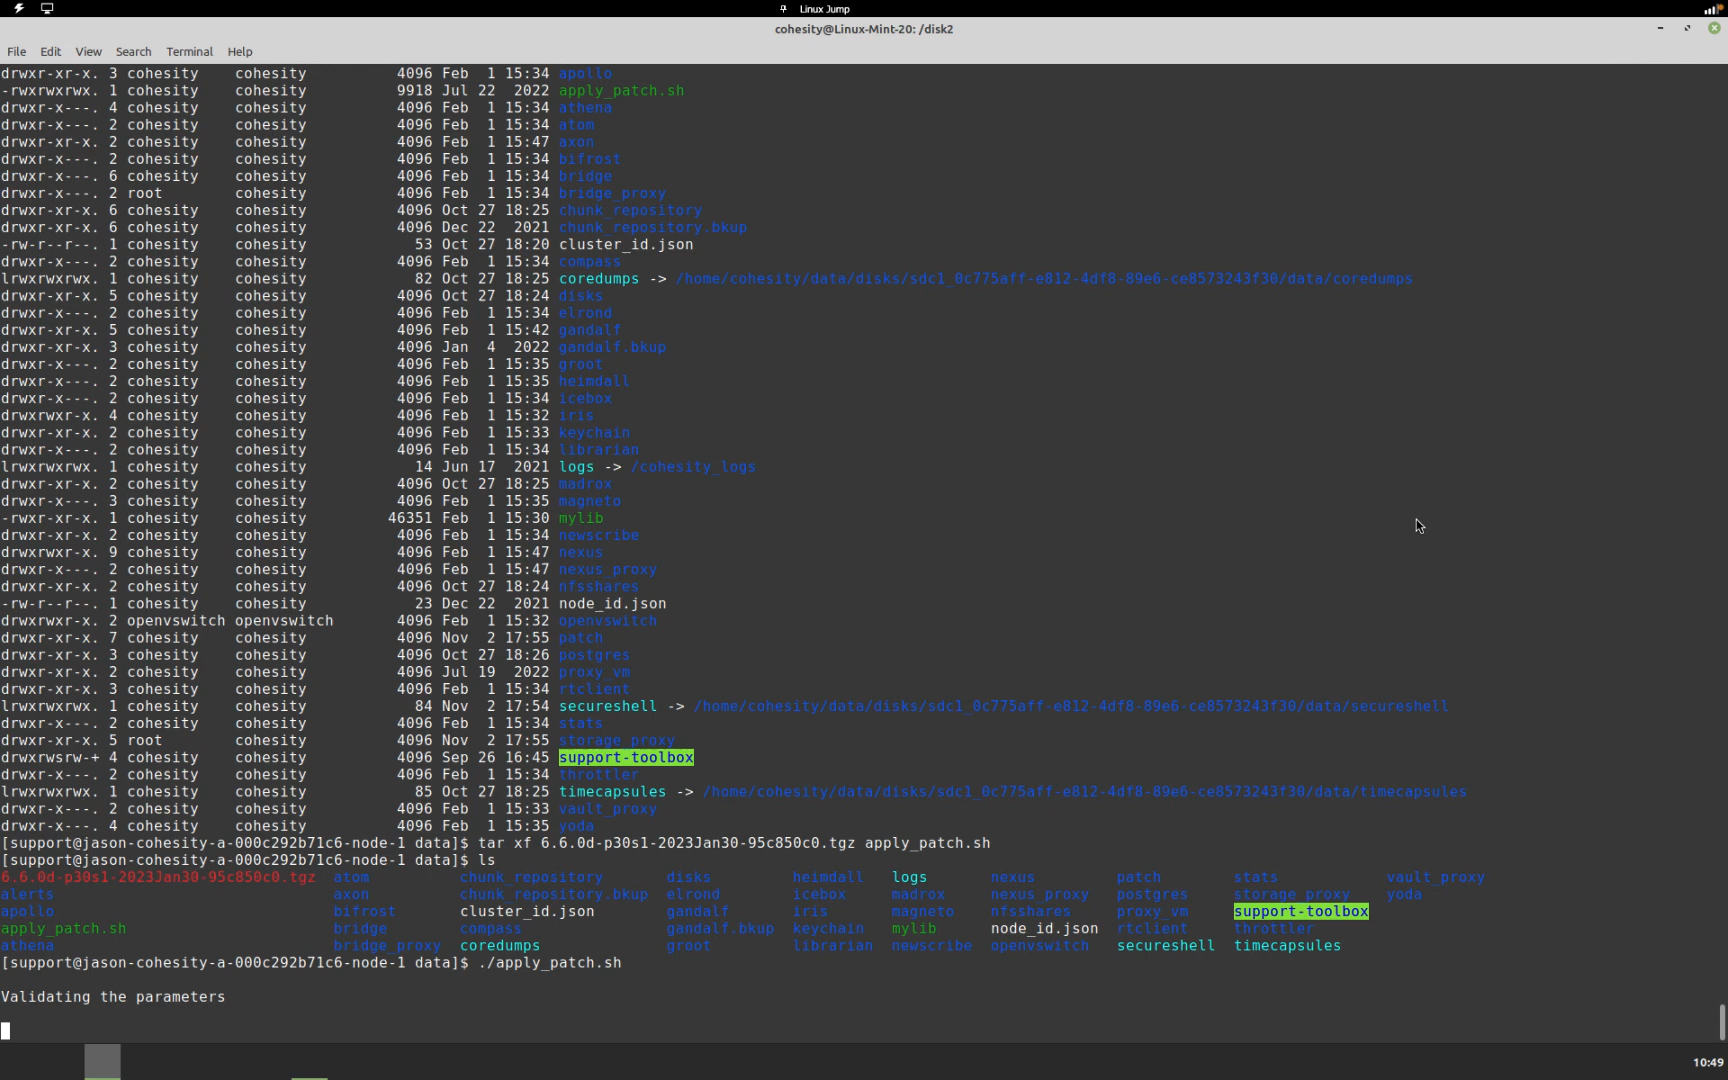 Linux Jump
cohesity@Linux-Mint-20: /disk2
File Edit View Search Terminal Help
drwxr-xr-x. 3 cohesity    cohesity          4096 Feb  1 15:34 apollo
-rwxrwxrwx. 1 cohesity    cohesity          9918 Jul 22  2022 apply_patch.sh
drwxr-x---. 4 cohesity    cohesity          4096 Feb  1 15:34 athena
drwxr-x---. 2 cohesity    cohesity          4096 Feb  1 15:34 atom
drwxr-xr-x. 2 cohesity    cohesity          4096 Feb  1 15:47 axon
drwxr-x---. 2 cohesity    cohesity          4096 Feb  1 15:34 bifrost
drwxr-x---. 6 cohesity    cohesity          4096 Feb  1 15:34 bridge
drwxr-x---. 2 root        cohesity          4096 Feb  1 15:34 bridge_proxy
drwxr-xr-x. 6 cohesity    cohesity          4096 Oct 27 18:25 chunk_repository
drwxr-xr-x. 6 cohesity    cohesity          4096 Dec 22  2021 chunk_repository.bkup
-rw-r--r--. 1 cohesity    cohesity            53 Oct 27 18:20 cluster_id.json
drwxr-x---. 2 cohesity    cohesity          4096 Feb  1 15:34 compass
lrwxrwxrwx. 1 cohesity    cohesity            82 Oct 27 18:25 coredumps -> /home/cohesity/data/disks/sdc1_0c775aff-e812-4df8-89e6-ce8573243f30/data/coredumps
drwxr-xr-x. 5 cohesity    cohesity          4096 Oct 27 18:24 disks
drwxr-x---. 2 cohesity    cohesity          4096 Feb  1 15:34 elrond
drwxr-xr-x. 5 cohesity    cohesity          4096 Feb  1 15:42 gandalf
drwxr-xr-x. 3 cohesity    cohesity          4096 Jan  4  2022 gandalf.bkup
drwxr-x---. 2 cohesity    cohesity          4096 Feb  1 15:35 groot
drwxr-x---. 2 cohesity    cohesity          4096 Feb  1 15:35 heimdall
drwxr-x---. 2 cohesity    cohesity          4096 Feb  1 15:34 icebox
drwxrwxr-x. 4 cohesity    cohesity          4096 Feb  1 15:32 iris
drwxr-xr-x. 2 cohesity    cohesity          4096 Feb  1 15:33 keychain
drwxr-x---. 2 cohesity    cohesity          4096 Feb  1 15:34 librarian
lrwxrwxrwx. 1 cohesity    cohesity            14 Jun 17  2021 logs -> /cohesity_logs
drwxr-xr-x. 2 cohesity    cohesity          4096 Oct 27 18:25 madrox
drwxr-x---. 3 cohesity    cohesity          4096 Feb  1 15:35 magneto
-rwxr-xr-x. 1 cohesity    cohesity         46351 Feb  1 15:30 mylib
drwxr-xr-x. 2 cohesity    cohesity          4096 Feb  1 15:34 newscribe
drwxrwxr-x. 9 cohesity    cohesity          4096 Feb  1 15:47 nexus
drwxr-x---. 2 cohesity    cohesity          4096 Feb  1 15:47 nexus_proxy
drwxr-xr-x. 2 cohesity    cohesity          4096 Oct 27 18:24 nfsshares
-rw-r--r--. 1 cohesity    cohesity            23 Dec 22  2021 node_id.json
drwxrwxr-x. 2 openvswitch openvswitch       4096 Feb  1 15:32 openvswitch
drwxr-xr-x. 7 cohesity    cohesity          4096 Nov  2 17:55 patch
drwxr-xr-x. 3 cohesity    cohesity          4096 Oct 27 18:26 postgres
drwxr-xr-x. 2 cohesity    cohesity          4096 Jul 19  2022 proxy_vm
drwxr-xr-x. 3 cohesity    cohesity          4096 Feb  1 15:34 rtclient
lrwxrwxrwx. 1 cohesity    cohesity            84 Nov  2 17:54 secureshell -> /home/cohesity/data/disks/sdc1_0c775aff-e812-4df8-89e6-ce8573243f30/data/secureshell
drwxr-x---. 2 cohesity    cohesity          4096 Feb  1 15:34 stats
drwxr-xr-x. 5 root        cohesity          4096 Nov  2 17:55 storage_proxy
drwxrwsrw-+ 4 cohesity    cohesity          4096 Sep 26 16:45 support-toolbox
drwxr-x---. 2 cohesity    cohesity          4096 Feb  1 15:34 throttler
lrwxrwxrwx. 1 cohesity    cohesity            85 Oct 27 18:25 timecapsules -> /home/cohesity/data/disks/sdc1_0c775aff-e812-4df8-89e6-ce8573243f30/data/timecapsules
drwxr-x---. 2 cohesity    cohesity          4096 Feb  1 15:33 vault_proxy
drwxr-x---. 4 cohesity    cohesity          4096 Feb  1 15:35 yoda
[support@jason-cohesity-a-000c292b71c6-node-1 data]$ tar xf 6.6.0d-p30s1-2023Jan30-95c850c0.tgz apply_patch.sh
[support@jason-cohesity-a-000c292b71c6-node-1 data]$ ls
6.6.0d-p30s1-2023Jan30-95c850c0.tgz  atom          chunk_repository       disks         heimdall   logs       nexus         patch        stats            vault_proxy
alerts                               axon          chunk_repository.bkup  elrond        icebox     madrox     nexus_proxy   postgres     storage_proxy    yoda
apollo                               bifrost       cluster_id.json        gandalf       iris       magneto    nfsshares     proxy_vm     support-toolbox
apply_patch.sh                       bridge        compass                gandalf.bkup  keychain   mylib      node_id.json  rtclient     throttler
athena                               bridge_proxy  coredumps              groot         librarian  newscribe  openvswitch   secureshell  timecapsules
[support@jason-cohesity-a-000c292b71c6-node-1 data]$ ./apply_patch.sh
Validating the parameters
10:49